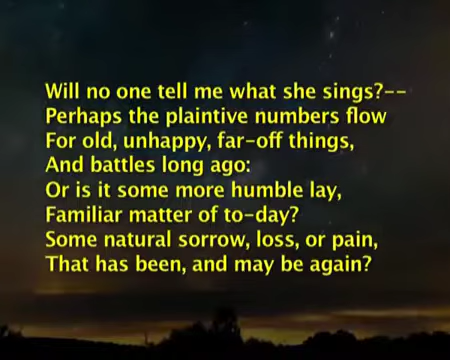 Will no one tell me what she sings?--
Perhaps the plaintive numbers flow
For old, unhappy, far-off things,
And battles long ago:
Or is it some more humble lay,
Familiar matter of to-day?
Some natural sorrow, loss, or pain,
That has been, and may be again?